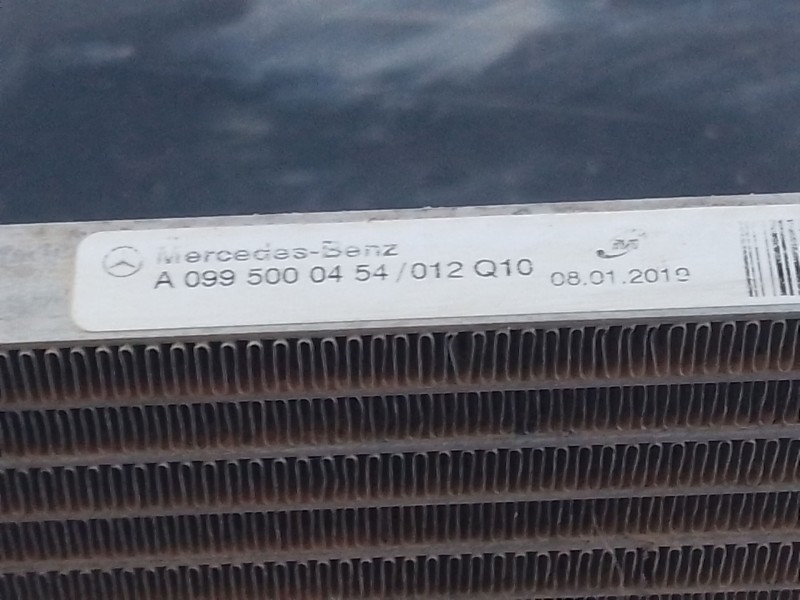 Mercedes-Benz
A 099 500 04 54 / 012 Q10
08.01.2019